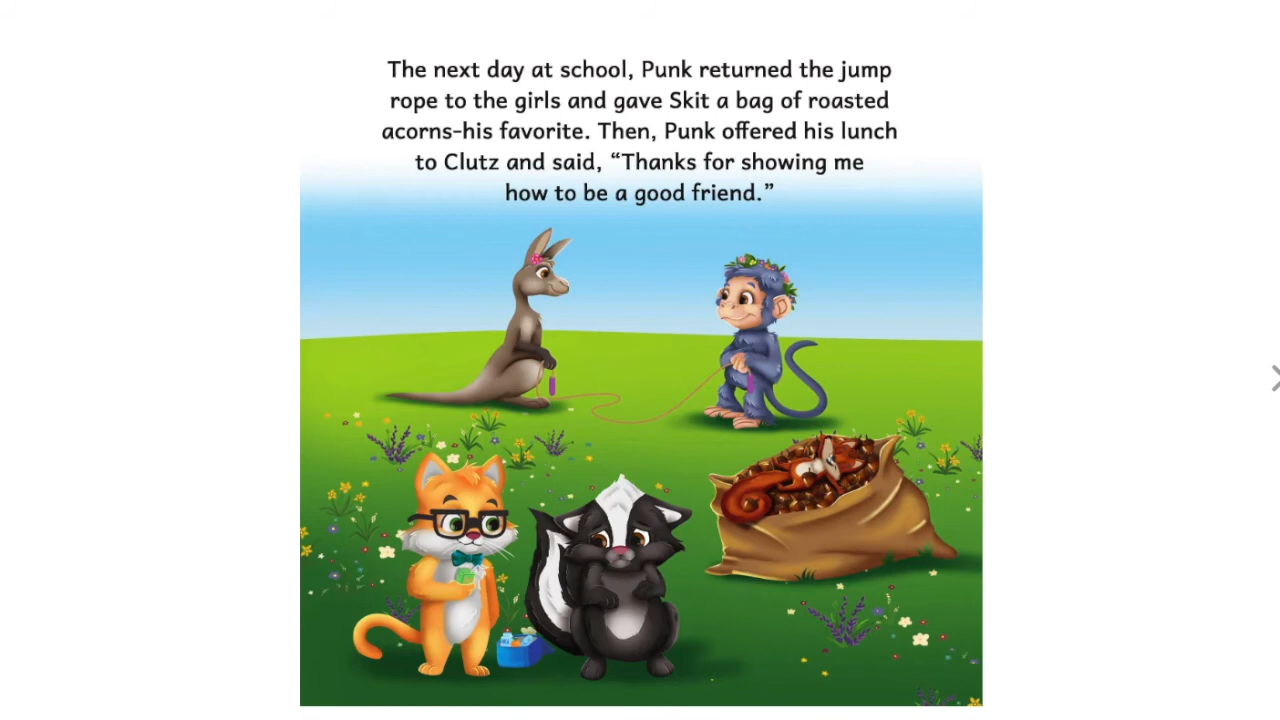 The next day at school, Punk returned the jump
rope to the girls and gave Skit a bag of roasted
acorns-his favorite. Then, Punk offered his lunch
to Clutz and said, “Thanks for showing me
how to be a good friend.”